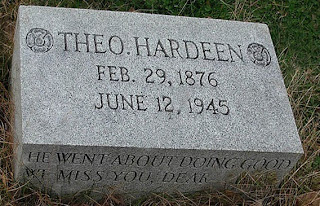 THEO. HARDEEN
FEB. 29, 1876
JUNE 12, 1945
HE WENT ABOUT DOING GOOD
WE MISS YOU, DEAR